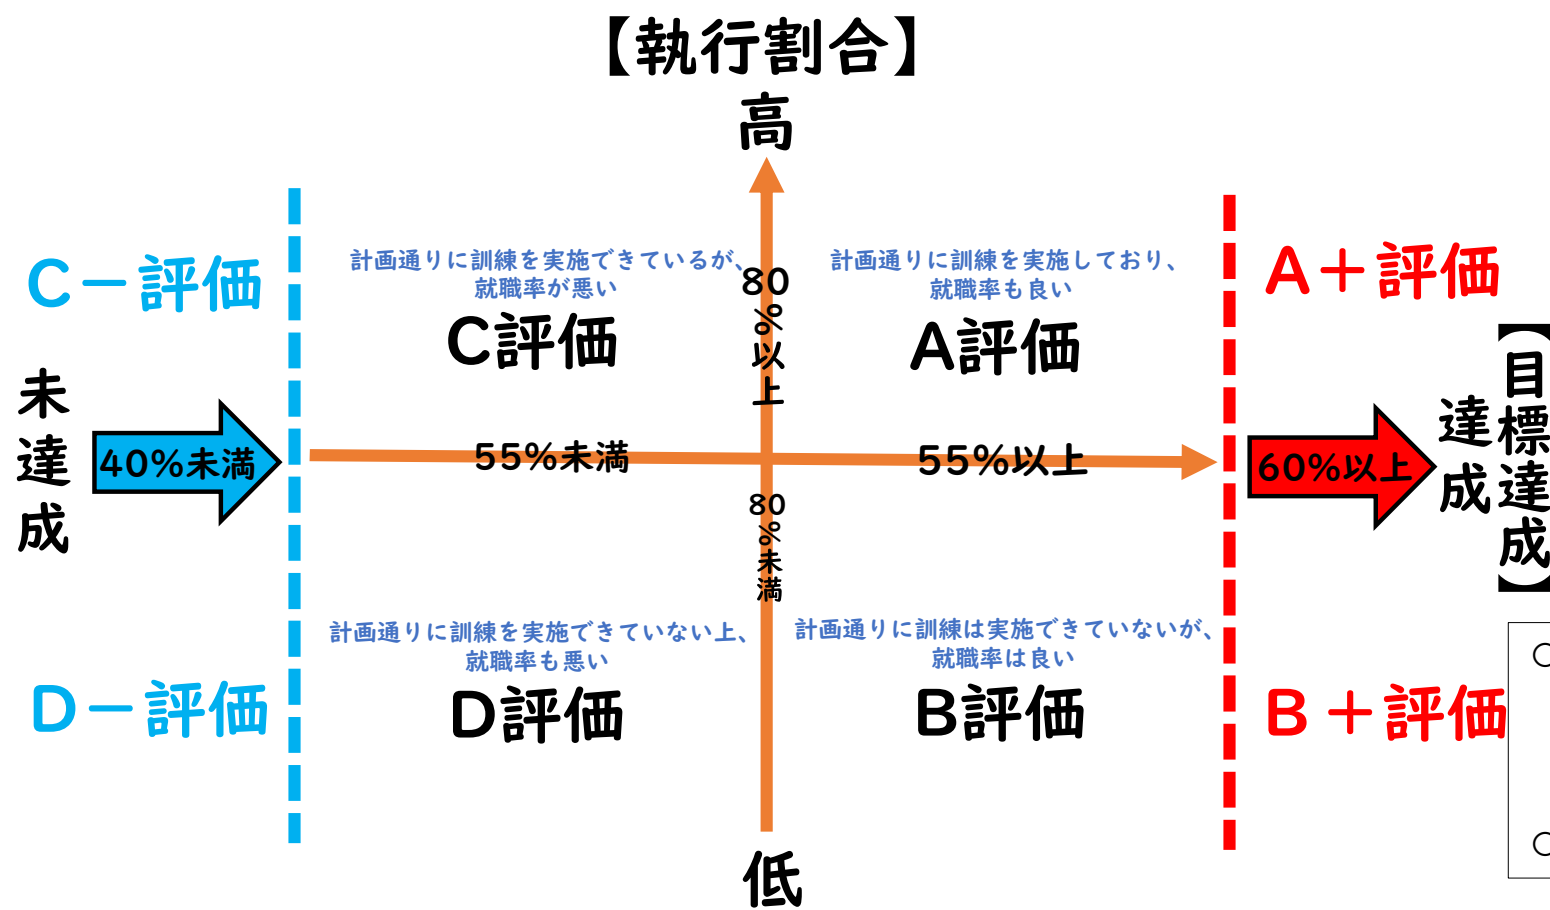 【執行割合】
高
C－評価
計画通りに訓練を実施できているが、
就職率が悪い
C評価
80%以上
計画通りに訓練を実施しており、
就職率も良い
A評価
A＋評価
未達成
40%未満
55%未満
55%以上
60%以上
達成
【目標達成】
80%未満
D－評価
計画通りに訓練を実施できていない上、
就職率も悪い
D評価
計画通りに訓練は実施できていないが、
就職率は良い
B評価
B＋評価
低